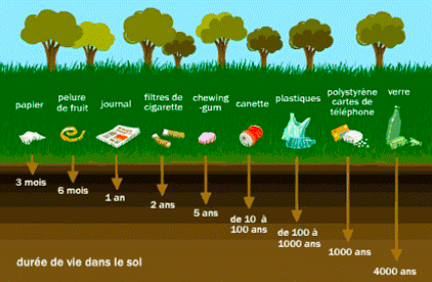 papier
pelure
de fruit
journal
filtres de
cigarette
chewing
-gum
canette
plastiques
polystyrène
cartes de
téléphone
verre
3 mois
6 mois
1 an
2 ans
5 ans
de 10 à
100 ans
de 100 à
1000 ans
1000 ans
4000 ans
durée de vie dans le sol